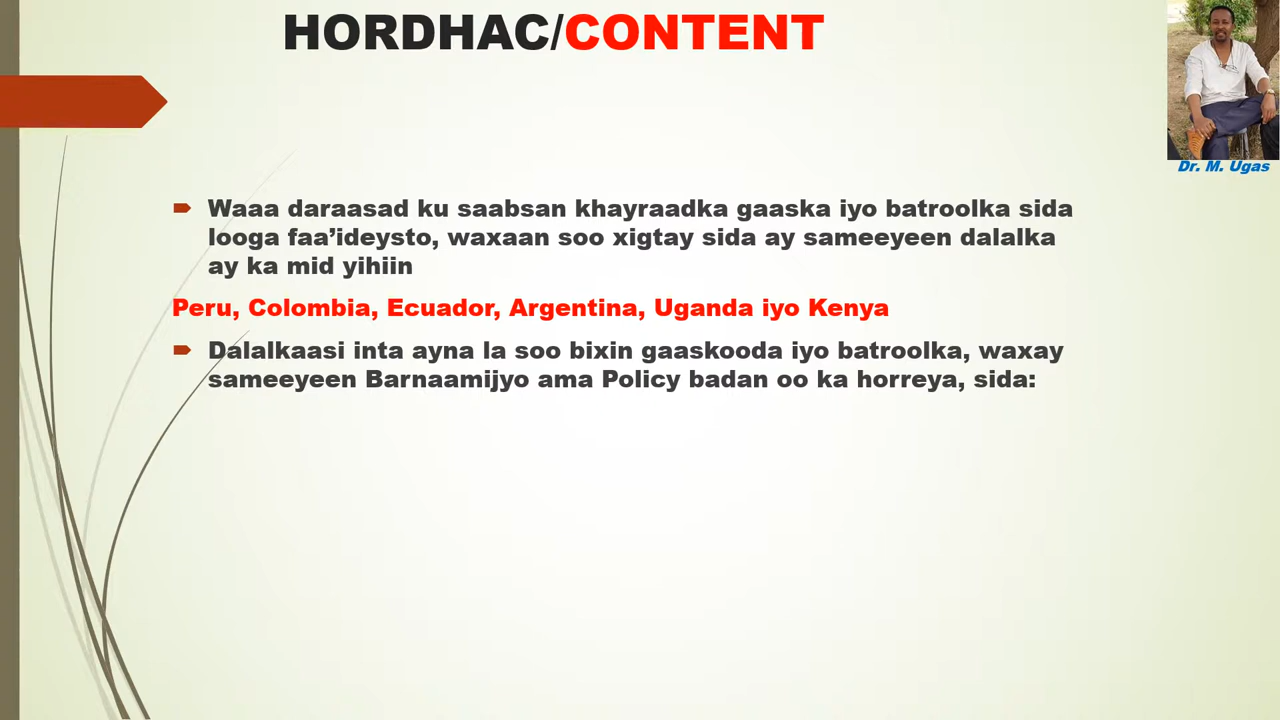 HORDHAC/CONTENT
Dr. M. Ugas
Waaa daraasad ku saabsan khayraadka gaaska iyo batroolka sida
looga faa’ideysto, waxaan soo xigtay sida ay sameeyeen dalalka
ay ka mid yihiin
Peru, Colombia, Ecuador, Argentina, Uganda iyo Kenya
Dalalkaasi inta ayna la soo bixin gaaskooda iyo batroolka, waxay
sameeyeen Barnaamijyo ama Policy badan oo ka horreya, sida: